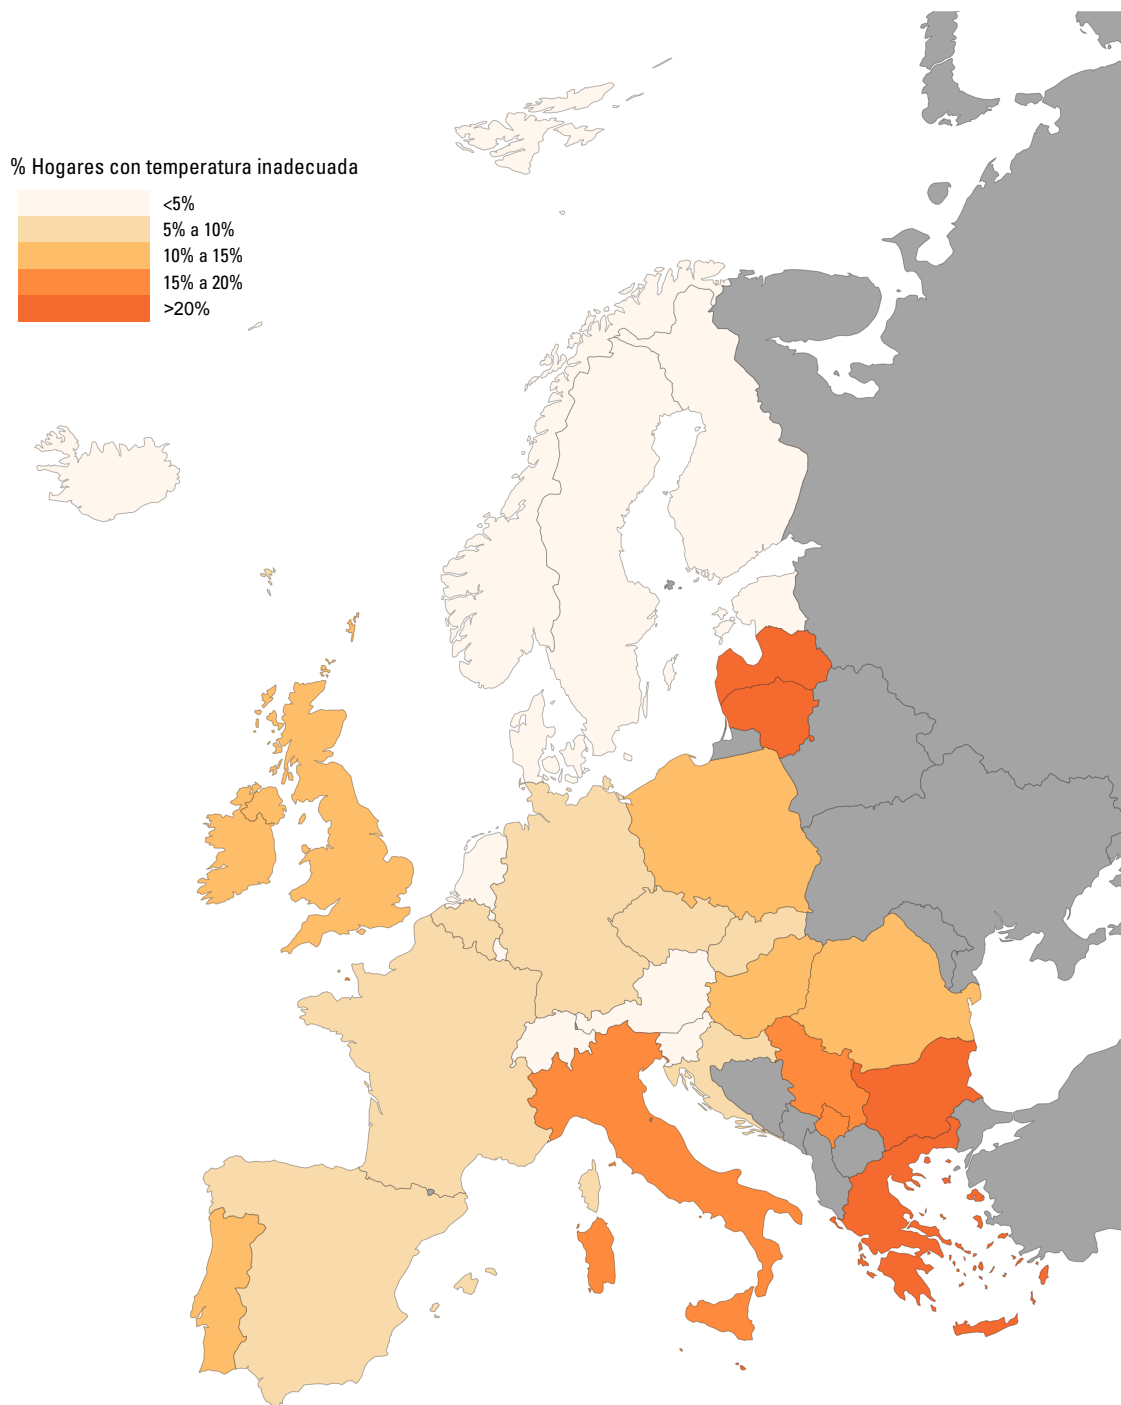 % Hogares con temperatura inadecuada
<5%
5% a 10%
10% a 15%
15% a 20%
>20%